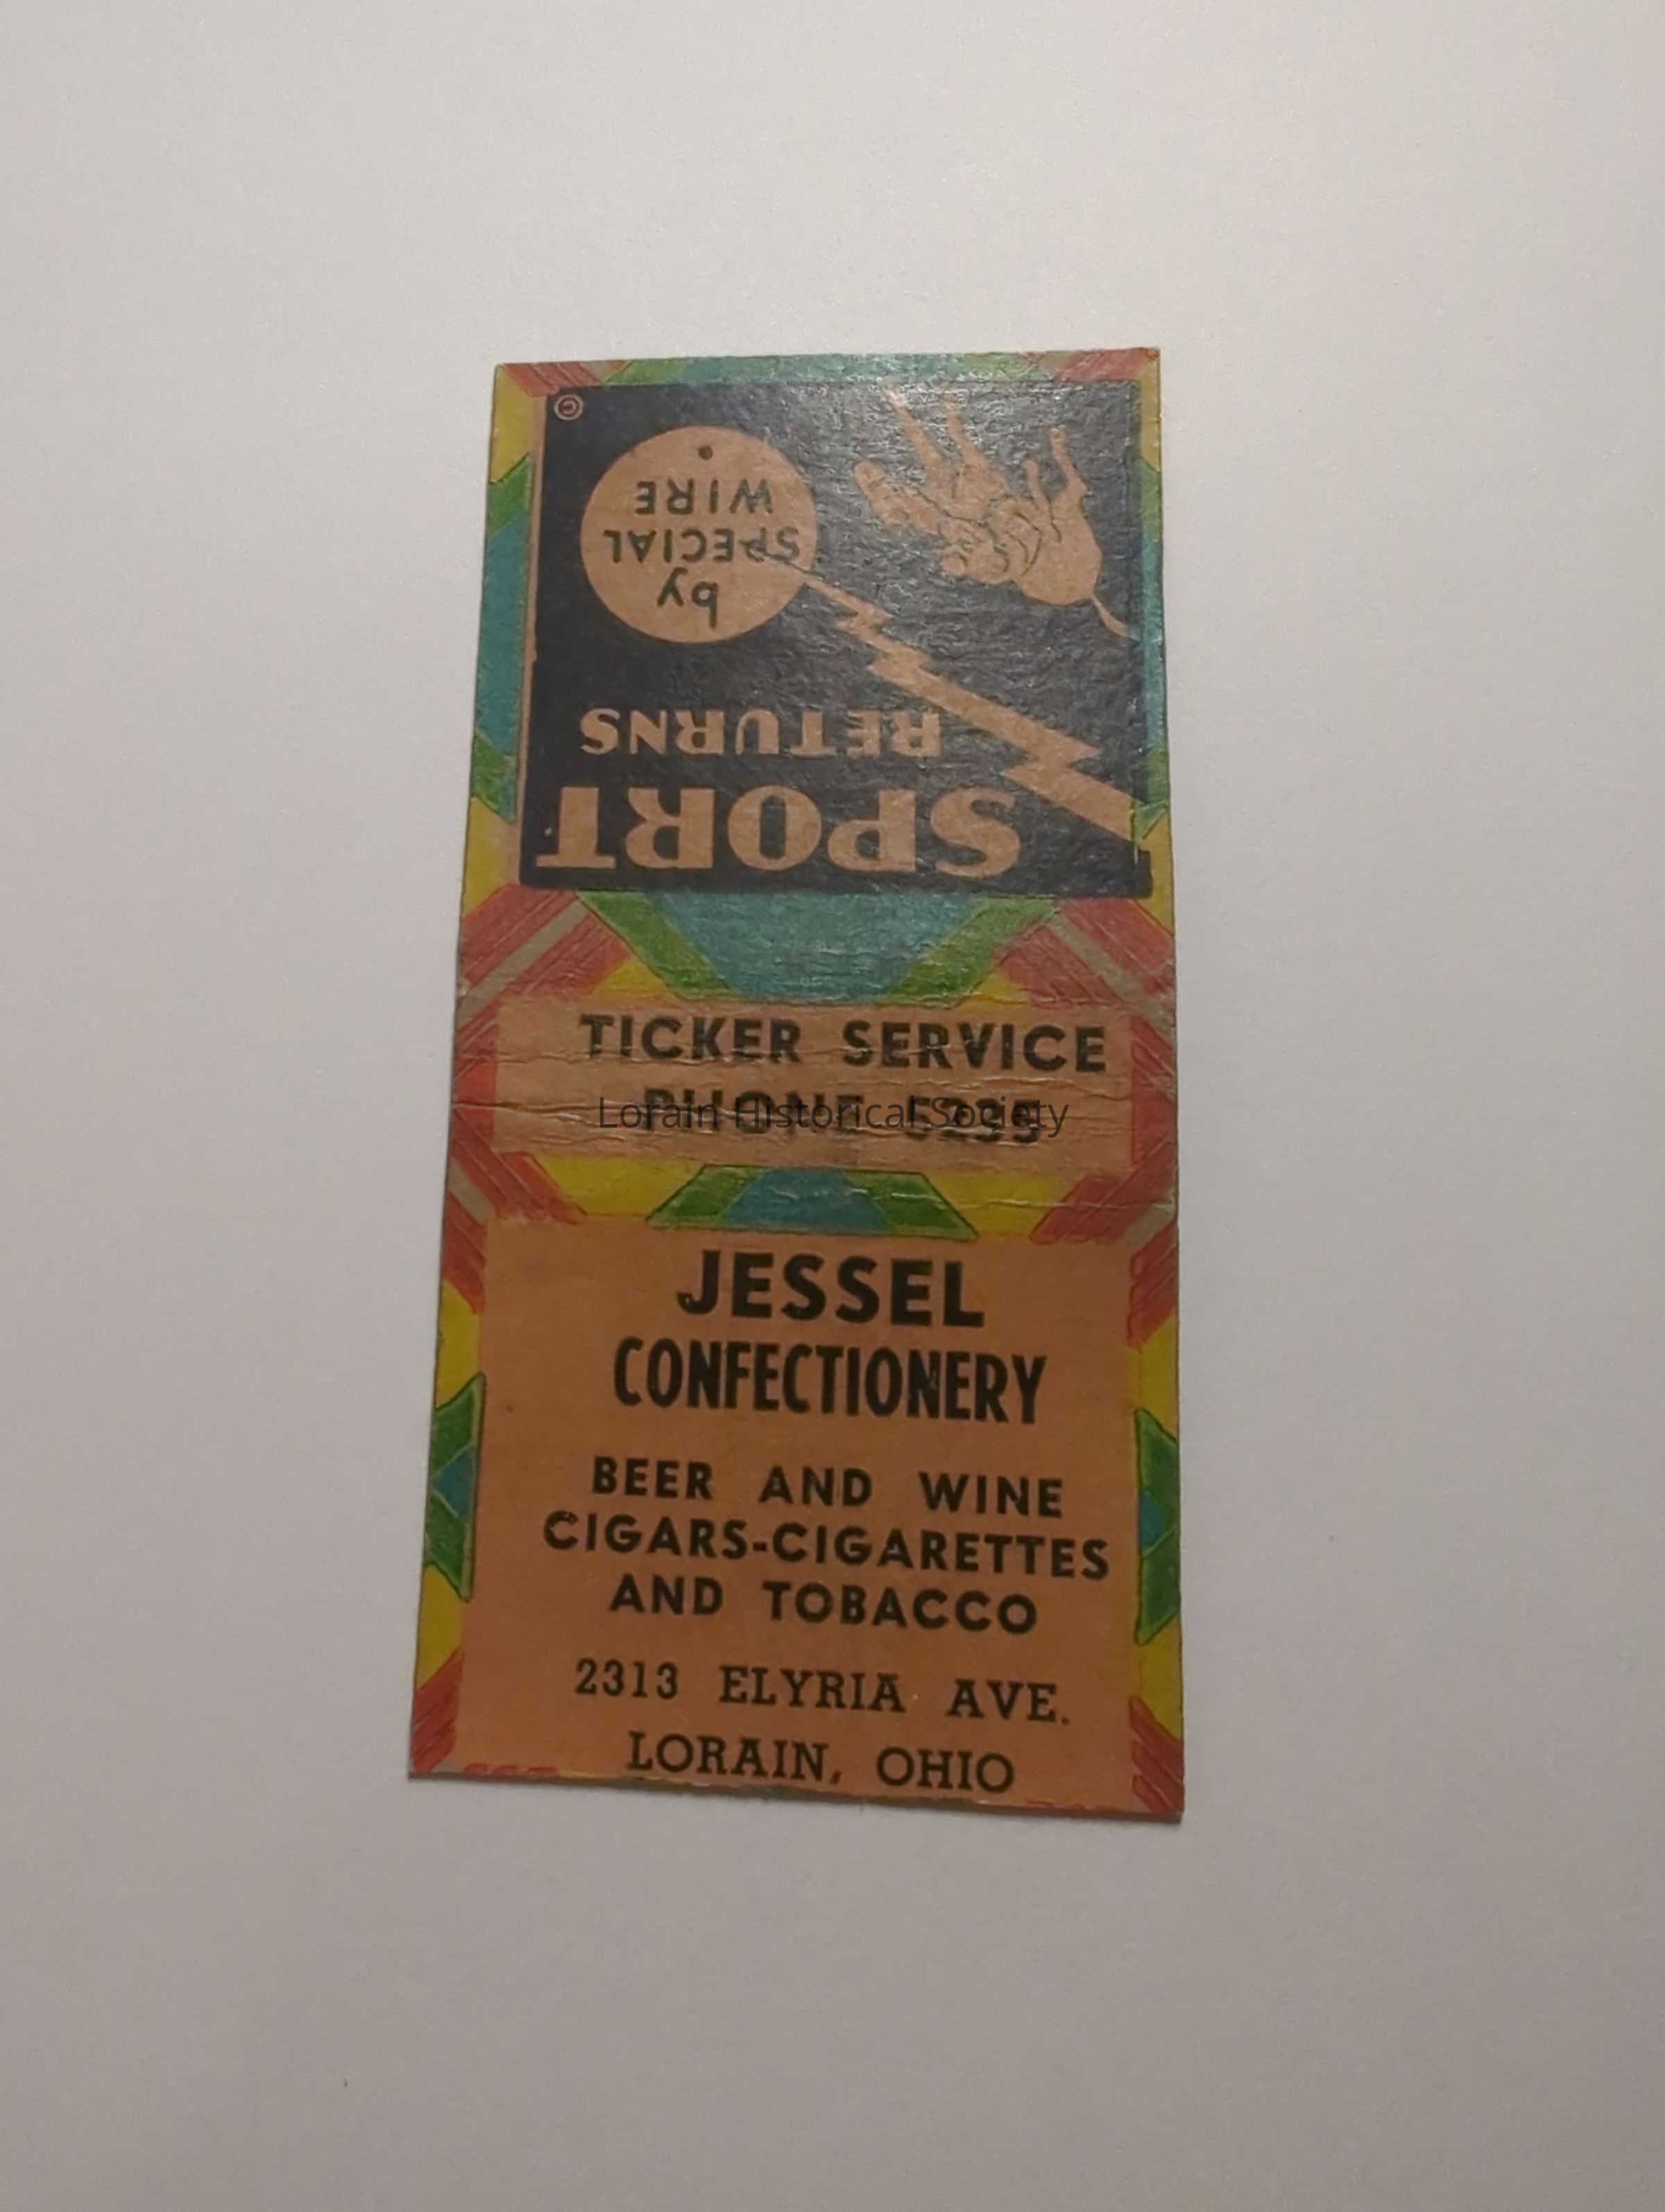 SPORT
RETURNS
by
SPECIAL
WIRE
©
TICKER SERVICE
PHONE
Lorain Historical Society
JESSEL
CONFECTIONERY
BEER AND WINE
CIGARS-CIGARETTES
AND TOBACCO
2313 ELYRIA AVE.
LORAIN, OHIO